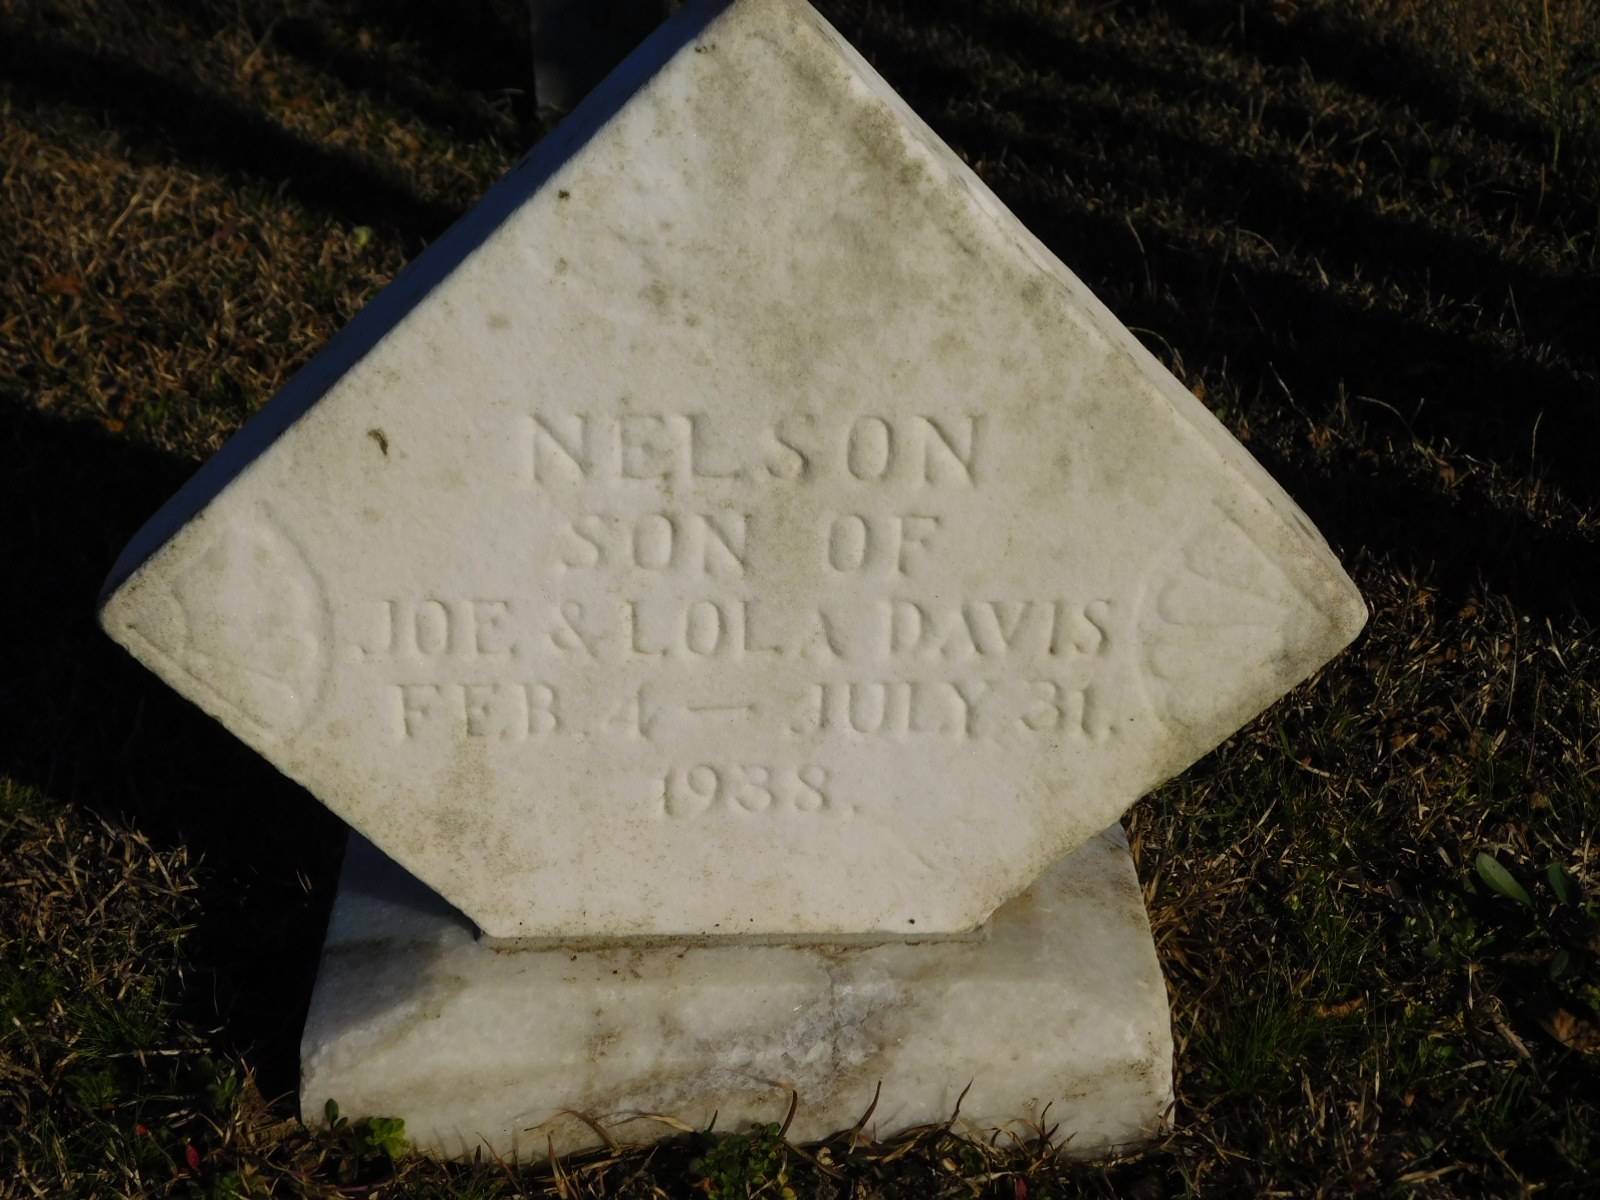 NELSON
SON OF
JOE & LOLA DAVIS
FEB. 4 — JULY 31.
1938.